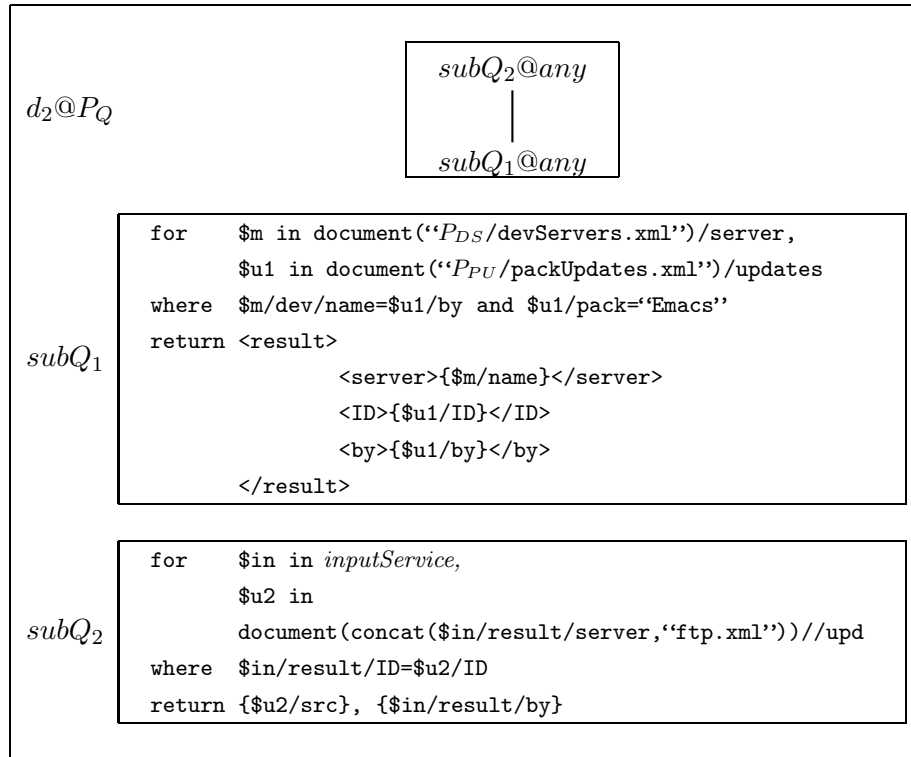 subQ₂@any
d₂@P_Q
subQ₁@any
for $m in document(“P_DS/devServers.xml”)/server,
$u1 in document(“P_PU/packUpdates.xml”)/updates
where $m/dev/name=$u1/by and $u1/pack=“Emacs”
return <result>
subQ₁
<server>{$m/name}</server>
<ID>{$u1/ID}</ID>
<by>{$u1/by}</by>
</result>
for $in in inputService,
$u2 in
subQ₂ document(concat($in/result/server,“ftp.xml”))//upd
where $in/result/ID=$u2/ID
return {$u2/src}, {$in/result/by}